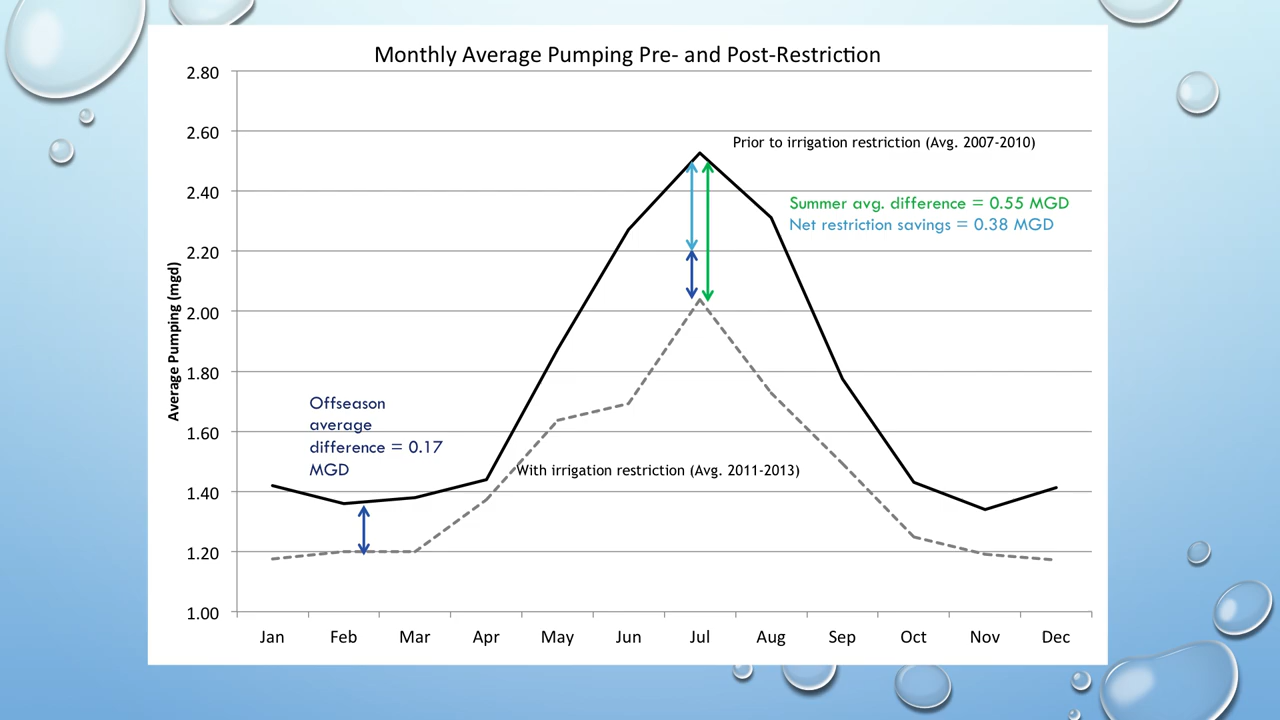 Monthly Average Pumping Pre- and Post-Restriction
2.80
2.60
Prior to irrigation restriction (Avg. 2007-2010)
2.40
Summer avg. difference = 0.55 MGD
Net restriction savings = 0.38 MGD
2.20
2.00
Average Pumping (mgd)
1.80
1.60
Offseason
average
difference = 0.17
MGD
With irrigation restriction (Avg. 2011-2013)
1.40
1.20
1.00
Jan Feb Mar Apr May Jun Jul Aug Sep Oct Nov Dec